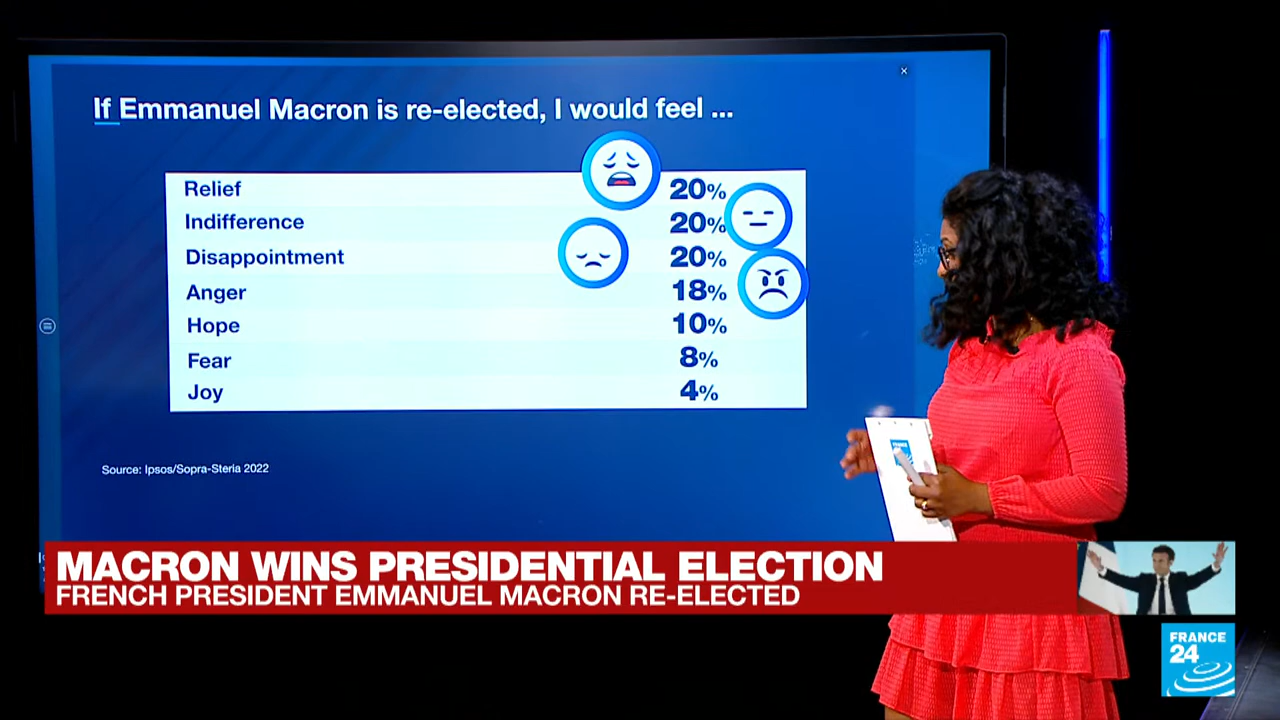 If Emmanuel Macron is re-elected, I would feel ...
Relief 20%
Indifference 20%
Disappointment 20%
Anger 18%
Hope 10%
Fear 8%
Joy 4%
Source: Ipsos/Sopra-Steria 2022
FRANCE
24
MACRON WINS PRESIDENTIAL ELECTION
FRENCH PRESIDENT EMMANUEL MACRON RE-ELECTED
FRANCE
24